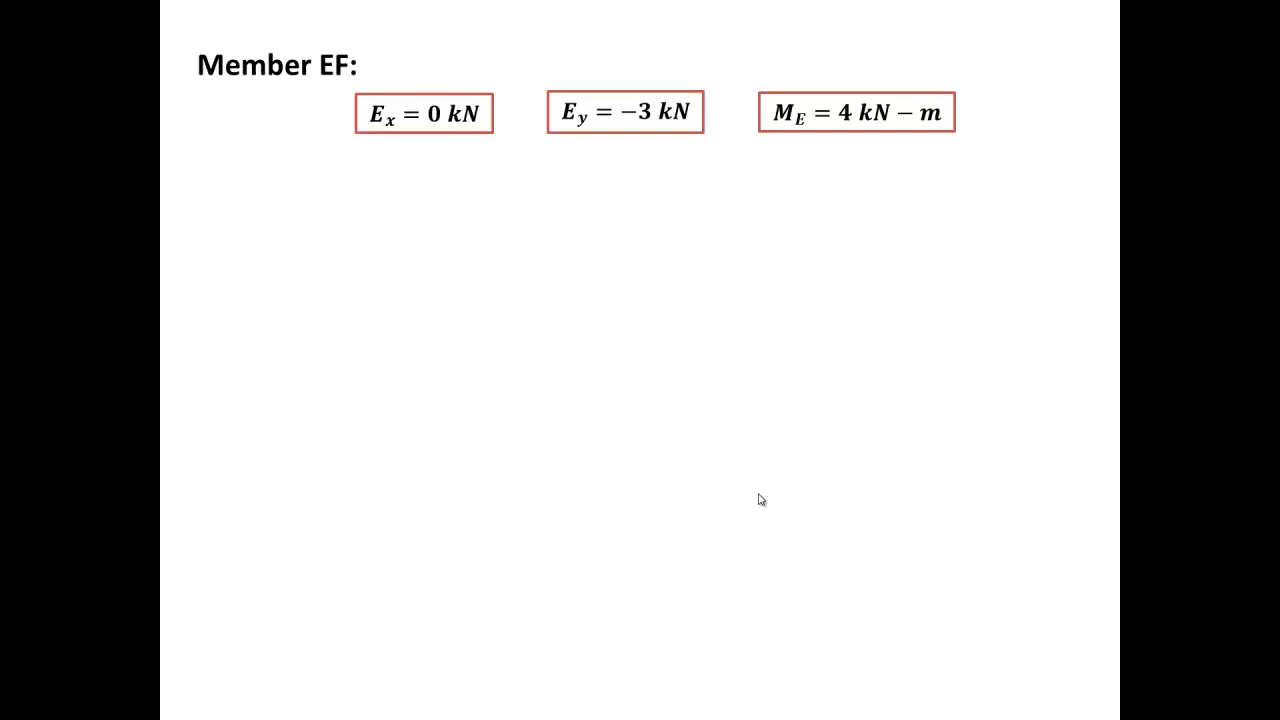 Member EF:
E_x = 0 kN
E_y = −3 kN
M_E = 4 kN − m